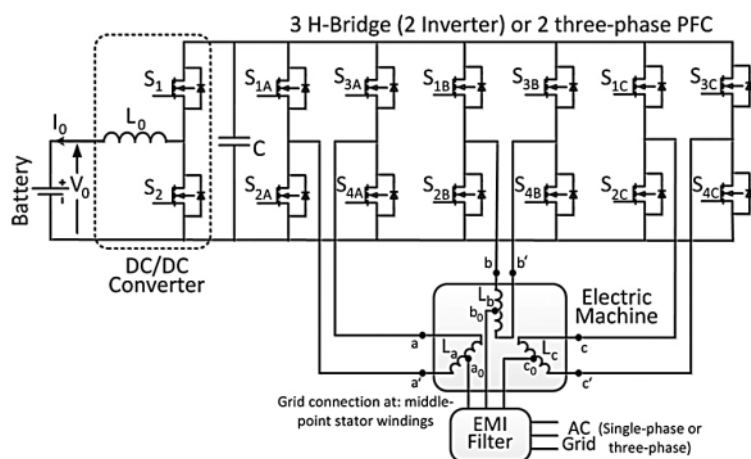 3 H-Bridge (2 Inverter) or 2 three-phase PFC
S1 S1A S3A S1B S3B S1C S3C
I0 L0
C
Battery + - V0
S2 S2A S4A S2B S4B S2C S4C
DC/DC
Converter
b b'
Lb
b0
Electric
Machine
a La Lc c
a' a0 c0 c'
Grid connection at: middle-
point stator windings
EMI
Filter
AC
Grid
(Single-phase or
three-phase)